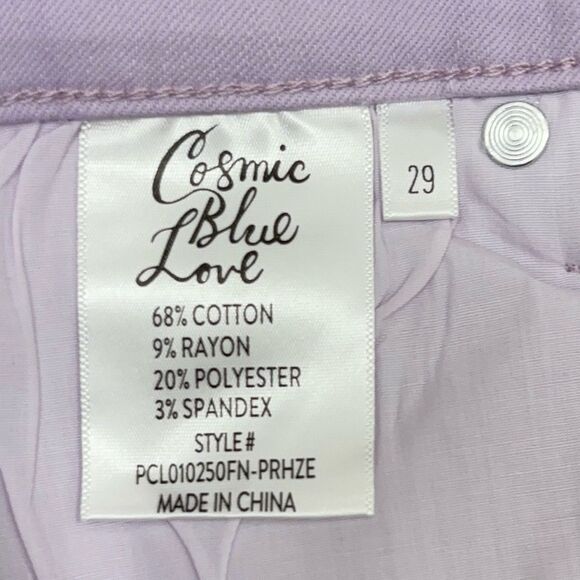 Cosmic
Blue
Love
68% COTTON
9% RAYON
20% POLYESTER
3% SPANDEX
STYLE#
PCL010250FN-PRHZE
MADE IN CHINA
29